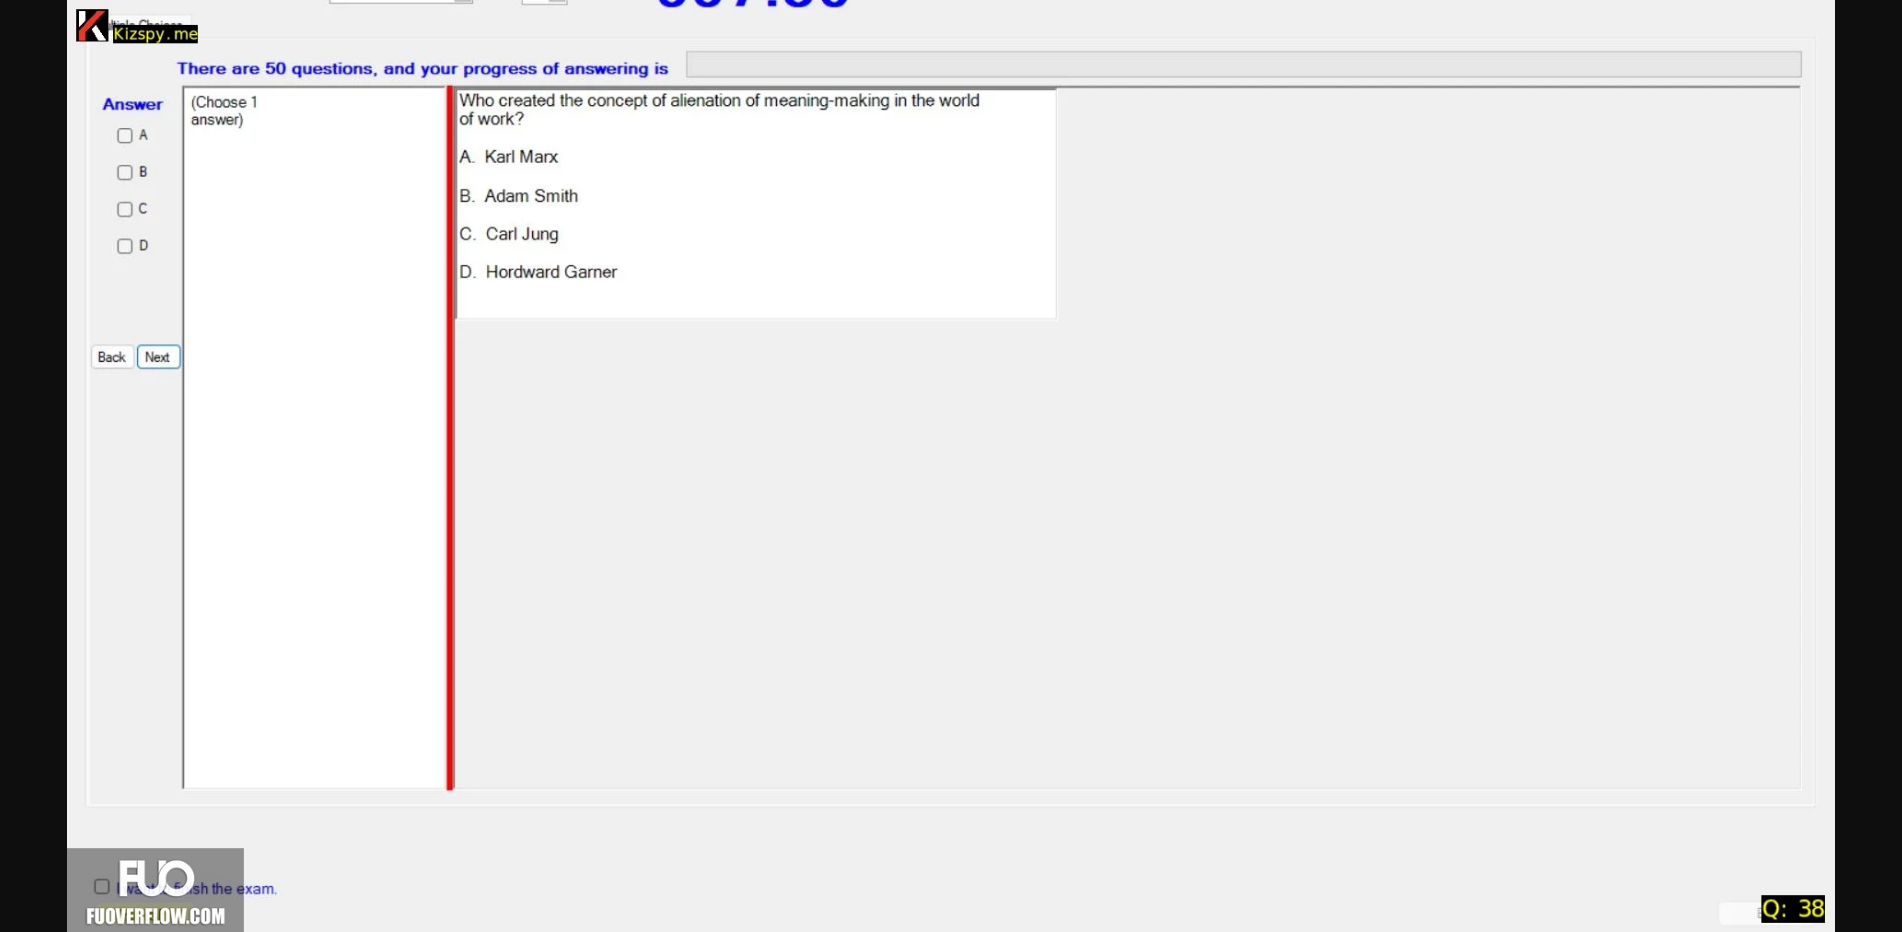 Kizspy.me
There are 50 questions, and your progress of answering is
Answer
(Choose 1
answer)
A
B
C
D
Back
Next
Who created the concept of alienation of meaning-making in the world
of work?
A. Karl Marx
B. Adam Smith
C. Carl Jung
D. Hordward Garner
FUO
the exam.
FUOVERFLOW.COM
Q: 38